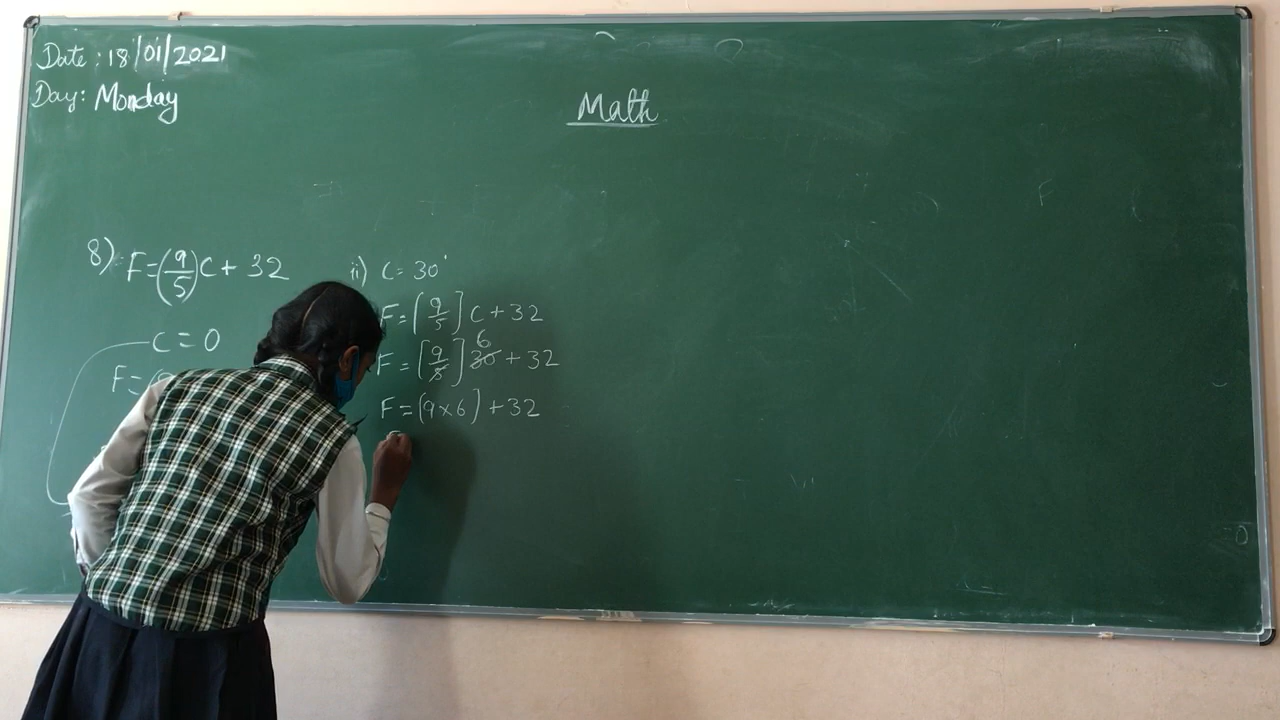 Date: 18/01/2021
Day: Monday
Math
8) F=(9/5)C+ 32
C = 0
F=(
ii) C= 30°
F=[9/5]C+32
F=[9/5]30 6+32
F=(9×6)+32